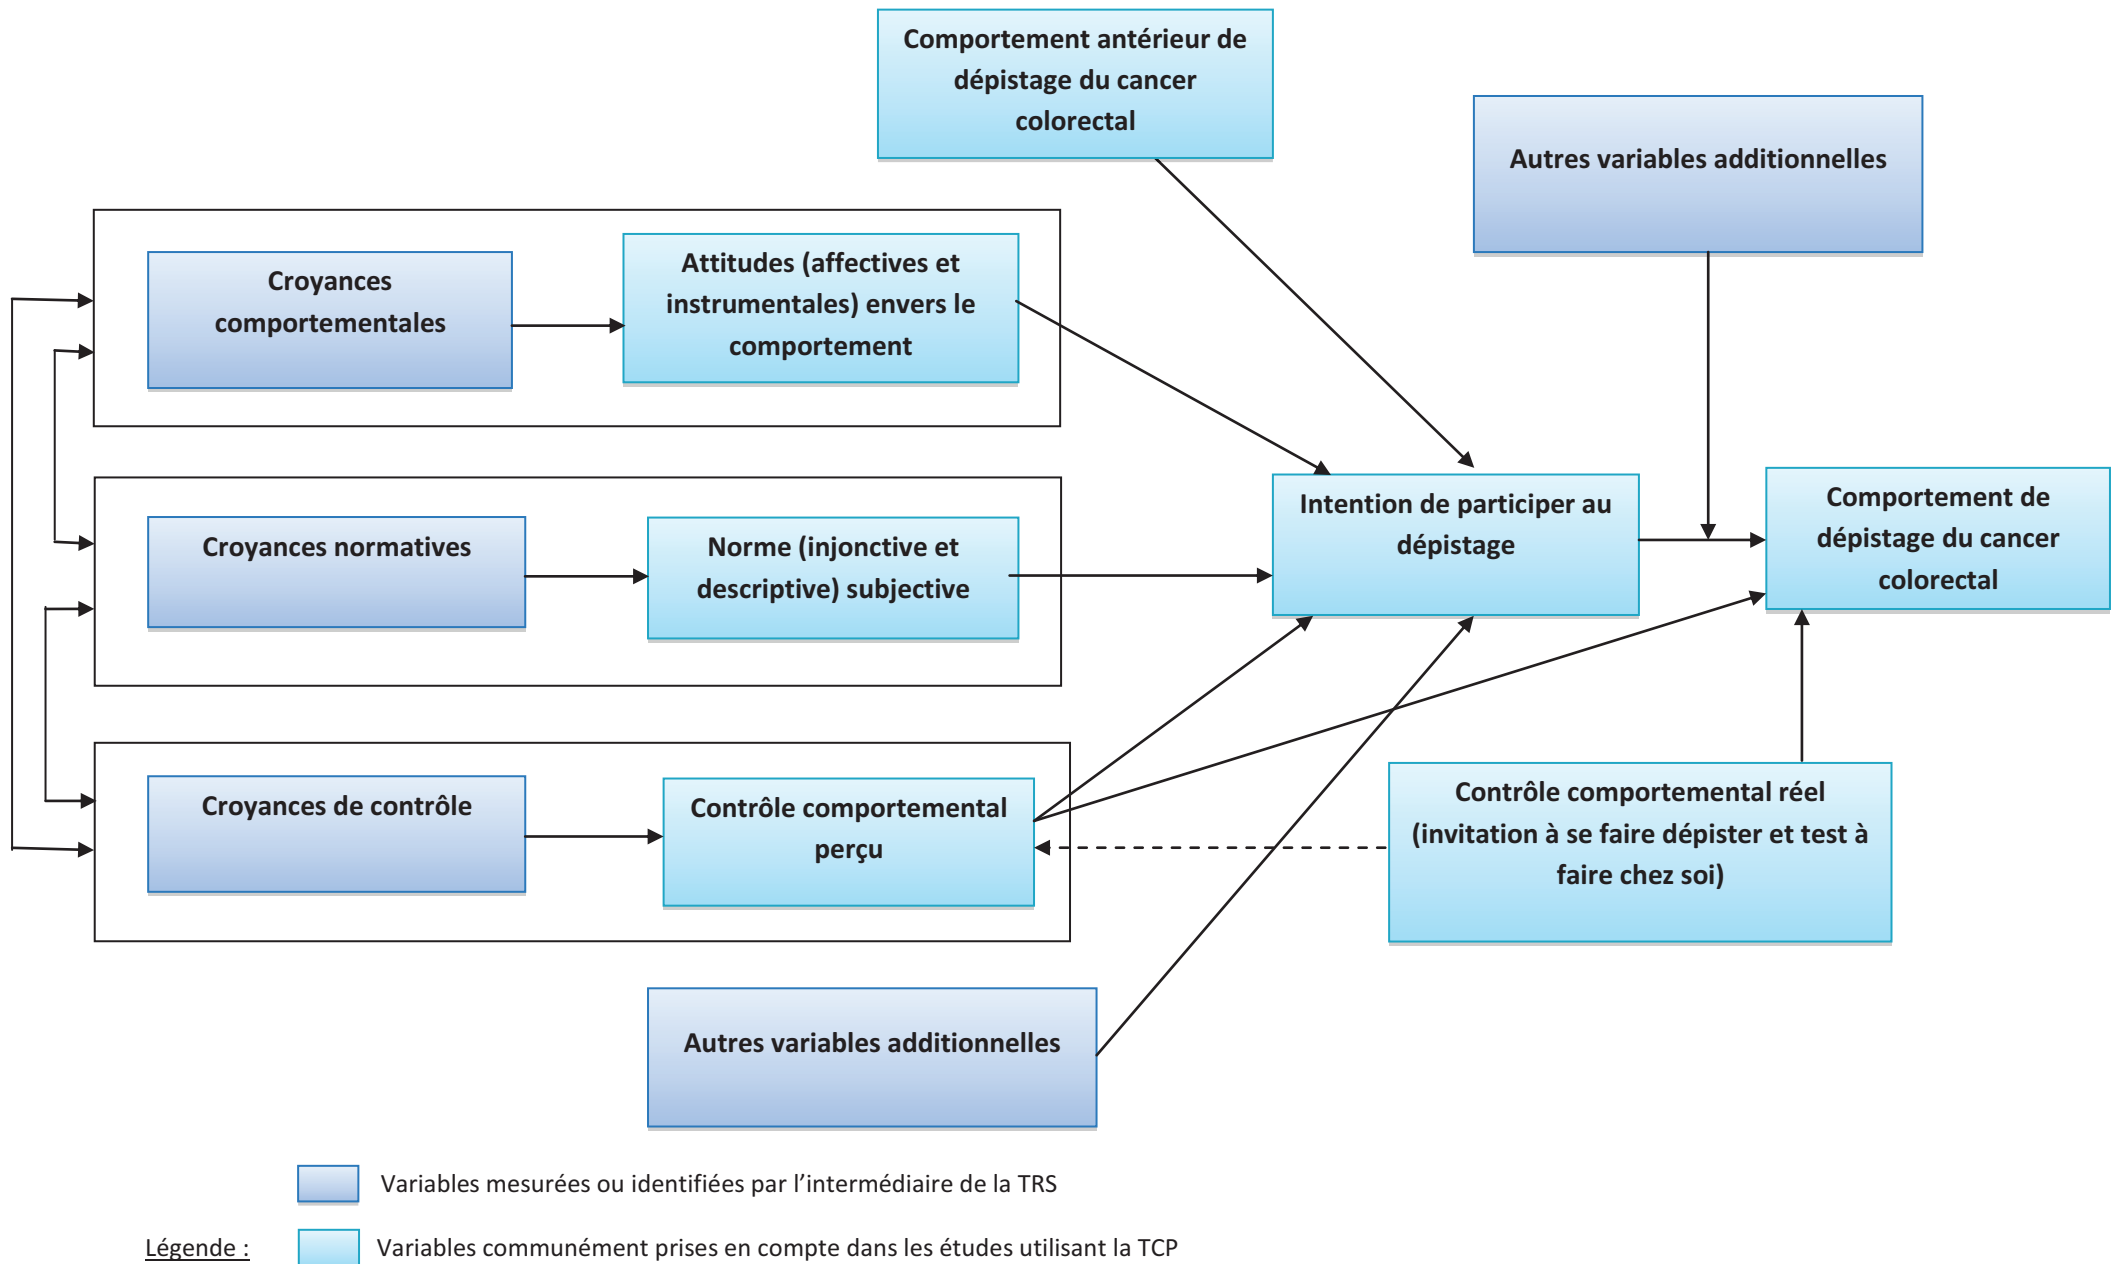 Comportement antérieur de
dépistage du cancer
colorectal
Autres variables additionnelles
Croyances
comportementales
Attitudes (affectives et
instrumentales) envers le
comportement
Croyances normatives
Norme (injonctive et
descriptive) subjective
Intention de participer au
dépistage
Comportement de
dépistage du cancer
colorectal
Croyances de contrôle
Contrôle comportemental
perçu
Contrôle comportemental réel
(invitation à se faire dépister et test à
faire chez soi)
Autres variables additionnelles
Variables mesurées ou identifiées par l’intermédiaire de la TRS
Légende :
Variables communément prises en compte dans les études utilisant la TCP